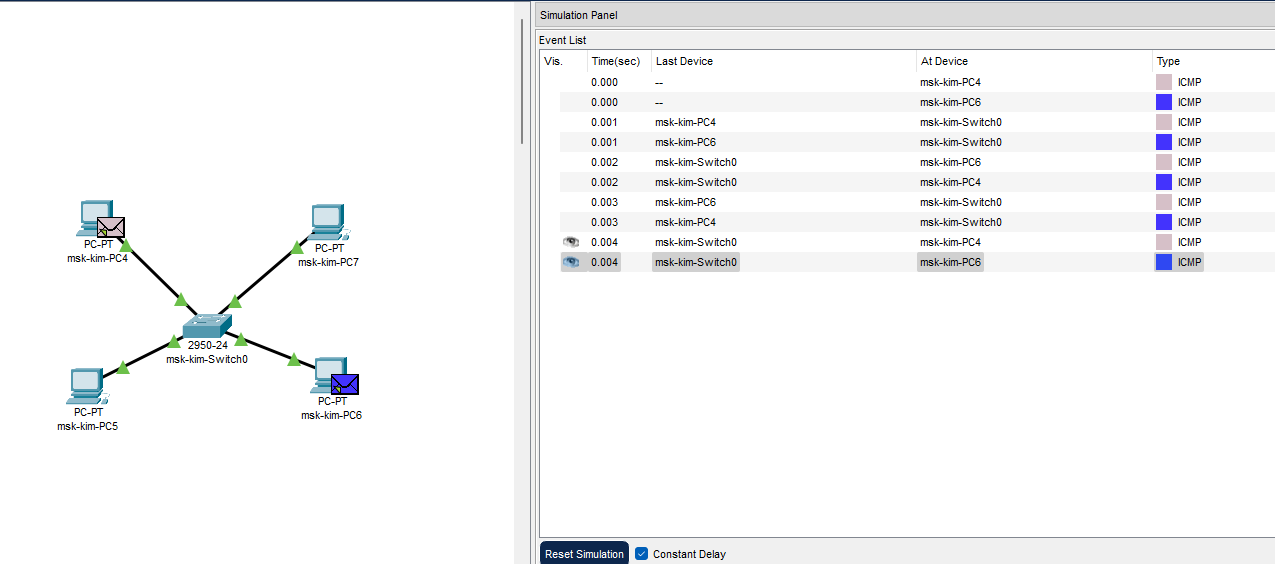 Simulation Panel
Event List
Vis. Time(sec) Last Device At Device Type
0.000 -- msk-kim-PC4 ICMP
0.000 -- msk-kim-PC6 ICMP
0.001 msk-kim-PC4 msk-kim-Switch0 ICMP
0.001 msk-kim-PC6 msk-kim-Switch0 ICMP
0.002 msk-kim-Switch0 msk-kim-PC6 ICMP
0.002 msk-kim-Switch0 msk-kim-PC4 ICMP
0.003 msk-kim-PC6 msk-kim-Switch0 ICMP
0.003 msk-kim-PC4 msk-kim-Switch0 ICMP
0.004 msk-kim-Switch0 msk-kim-PC4 ICMP
0.004 msk-kim-Switch0 msk-kim-PC6 ICMP
Reset Simulation Constant Delay
PC-PT
msk-kim-PC4
PC-PT
msk-kim-PC7
2950-24
msk-kim-Switch0
PC-PT
msk-kim-PC5
PC-PT
msk-kim-PC6